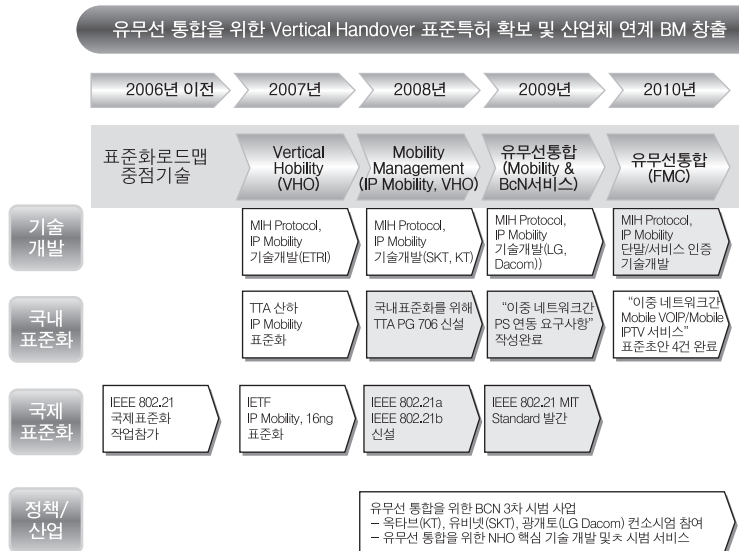 유무선 통합을 위한 Vertical Handover 표준특허 확보 및 산업체 연계 BM 창출
2006년 이전
2007년
2008년
2009년
2010년
표준화로드맵
중점기술
Vertical
Hobility
(VHO)
Mobility
Management
(IP Mobility, VHO)
유무선통합
(Mobility &
BcN서비스)
유무선통합
(FMC)
기술
개발
MIH Protocol,
IP Mobility
기술개발(ETRI)
MIH Protocol,
IP Mobility
기술개발(SKT, KT)
MIH Protocol,
IP Mobility
기술개발(LG,
Dacom))
MIH Protocol,
IP Mobility
단말/서비스 인증
기술개발
국내
표준화
TTA 산하
IP Mobility
표준화
국내표준화를 위해
TTA PG 706 신설
“이중 네트워크간
PS 연동 요구사항”
작성완료
“이중 네트워크간
Mobile VOIP/Mobile
IPTV 서비스”
표준초안 4건 완료
국제
표준화
IEEE 802.21
국제표준화
작업참가
IETF
IP Mobility, 16ng
표준화
IEEE 802.21a
IEEE 802.21b
신설
IEEE 802.21 MIT
Standard 발간
정책/
산업
유무선 통합을 위한 BCN 3차 시범 사업
– 옥타브(KT), 유비넷(SKT), 광개토(LG Dacom) 컨소시엄 참여
– 유무선 통합을 위한 NHO 핵심 기술 개발 및ㅊ 시범 서비스